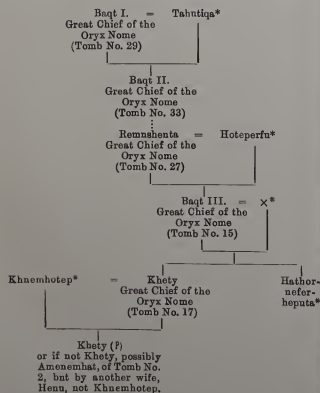 Baqt I. = Tahutiqa*
Great Chief of the
Oryx Nome
(Tomb No. 29)
Baqt II.
Great Chief of the
Oryx Nome
(Tomb No. 33)
Remushenta = Hoteperfu*
Great Chief of the
Oryx Nome
(Tomb No. 27)
Baqt III. = ×*
Great Chief of the
Oryx Nome
(Tomb No. 15)
Khnemhotep* = Khety
Great Chief of the
Oryx Nome
(Tomb No. 17)
Hathor-
nefer-
heputa*
Khety (?)
or if not Khety, possibly
Amenemhat, of Tomb No.
2, but by another wife,
Henu, not Khnemhotep.